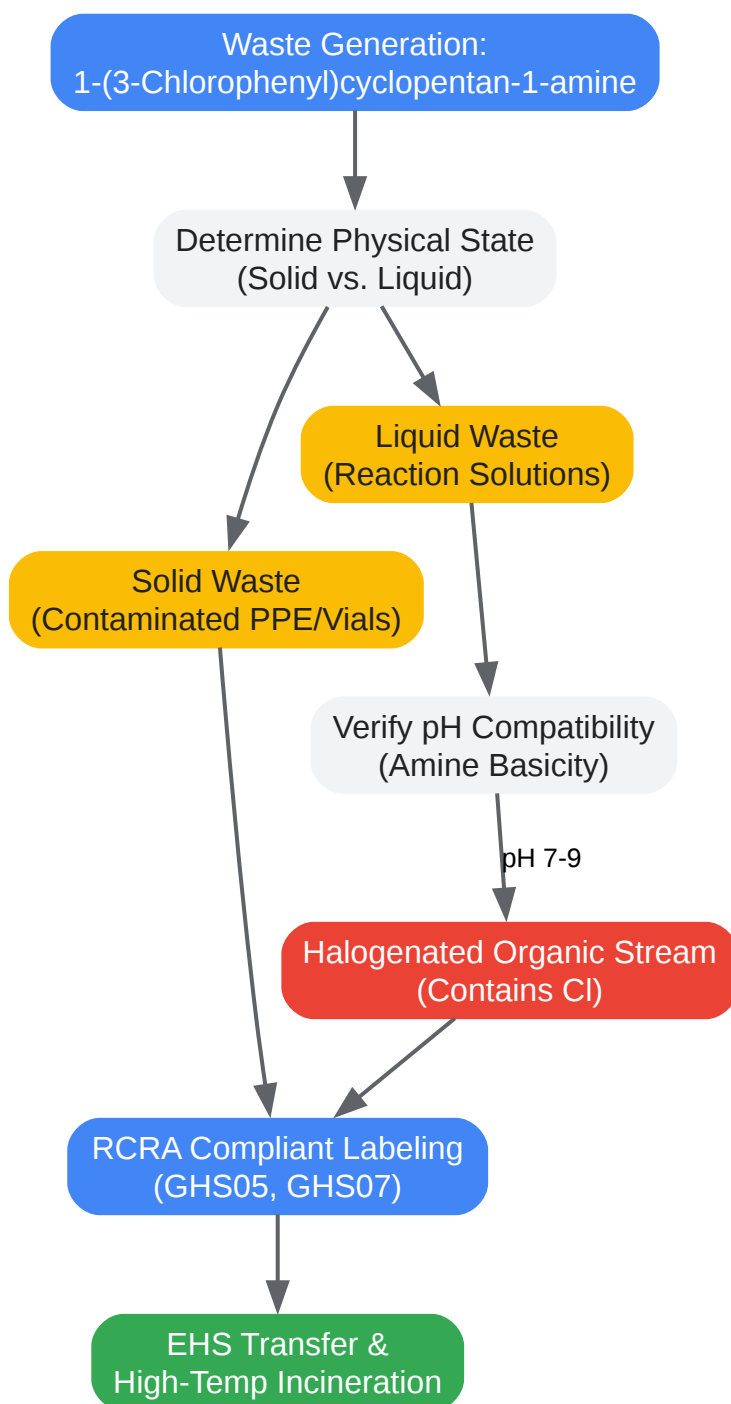 Waste Generation:
1-(3-Chlorophenyl)cyclopentan-1-amine
Determine Physical State
(Solid vs. Liquid)
Liquid Waste
(Reaction Solutions)
Solid Waste
(Contaminated PPE/Vials)
Verify pH Compatibility
(Amine Basicity)
pH 7-9
Halogenated Organic Stream
(Contains Cl)
RCRA Compliant Labeling
(GHS05, GHS07)
EHS Transfer &
High-Temp Incineration